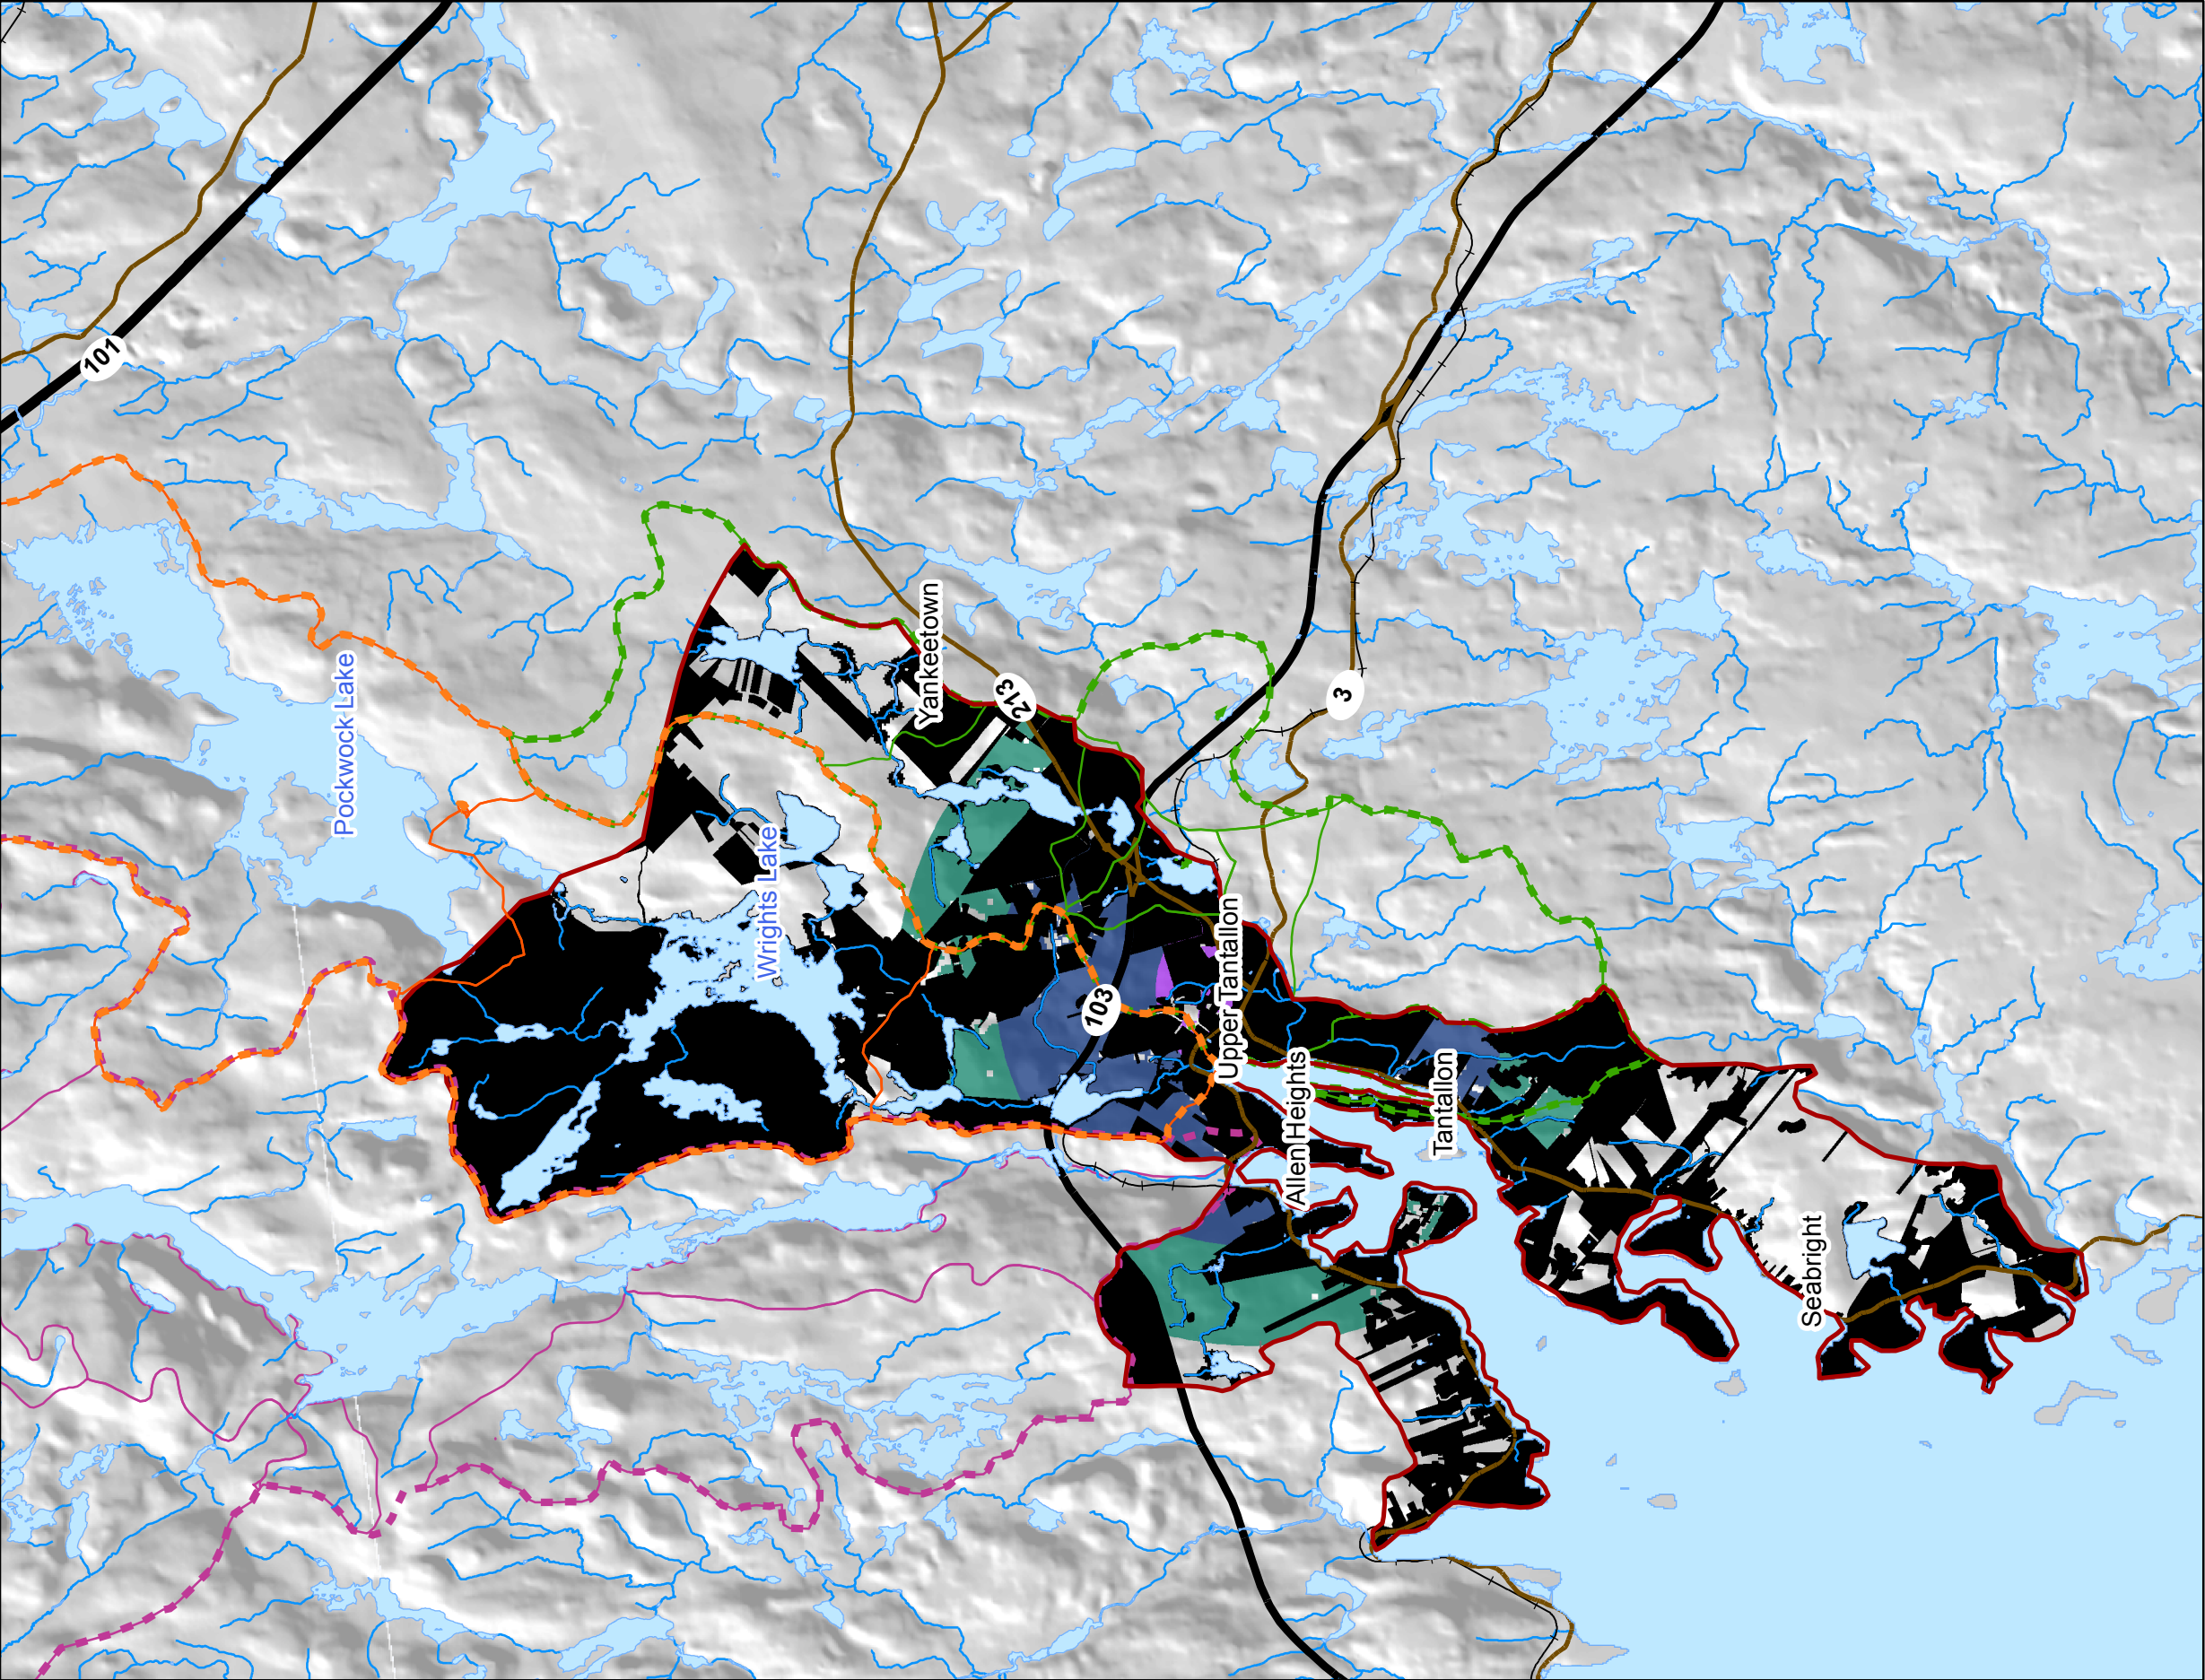 101
Pockwock Lake
Yankeetown
213
3
Wrights Lake
103
Upper Tantallon
Allen Heights
Tantallon
Seabright